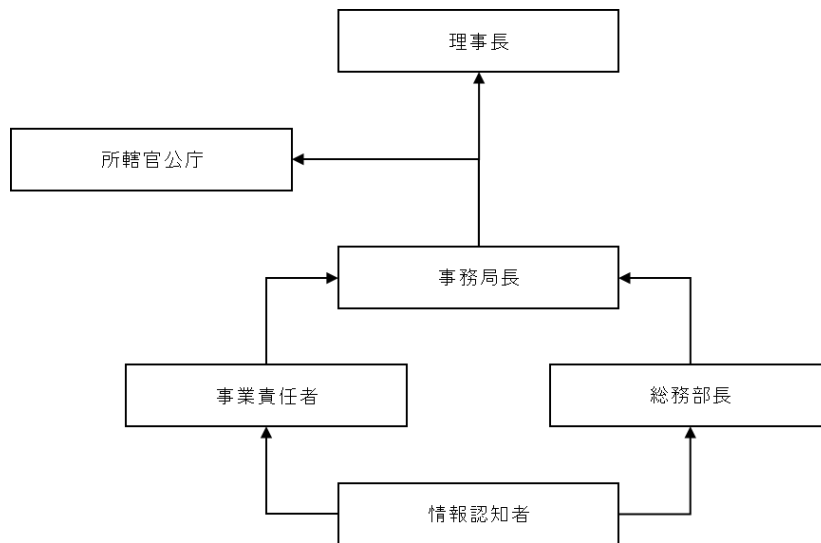 理事長
所轄官公庁
事務局長
事業責任者
総務部長
情報認知者